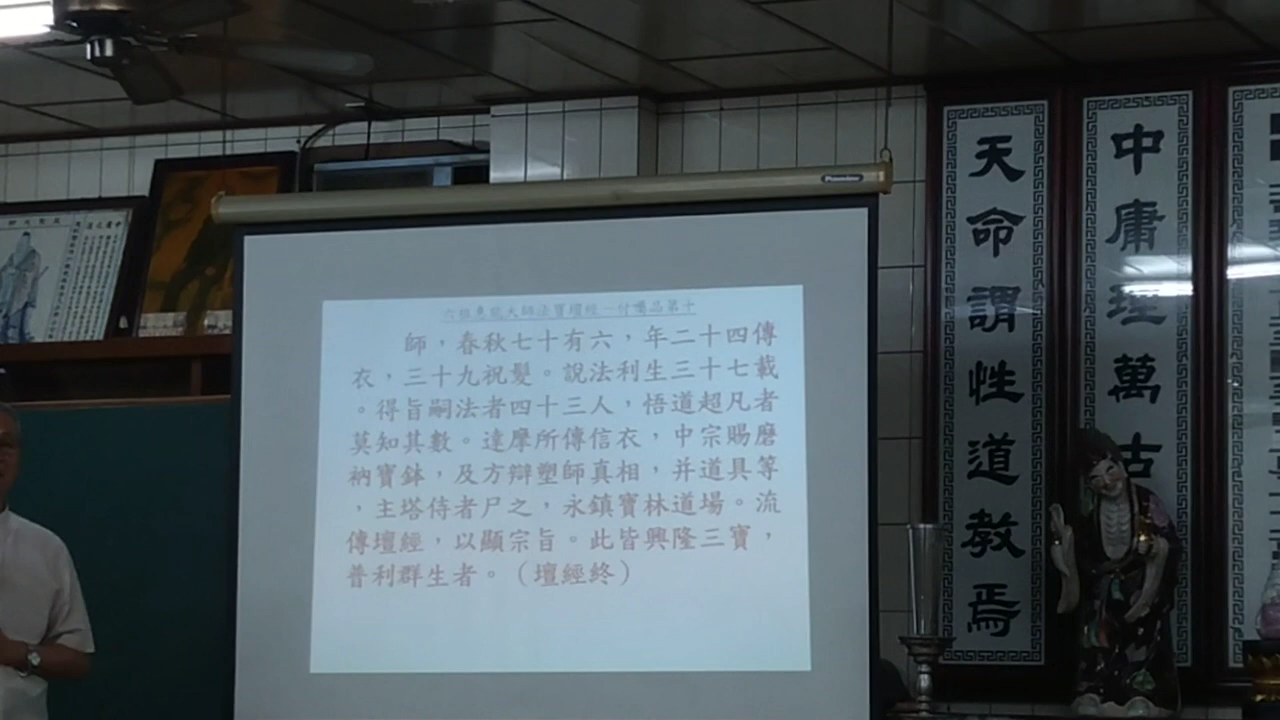 六祖惠能大師法寶壇經－付囑品第十
師，春秋七十有六，年二十四傳
衣，三十九祝髮。說法利生三十七載
。得旨嗣法者四十三人，悟道超凡者
莫知其數。達摩所傳信衣，中宗賜磨
衲寶鉢，及方辯塑師真相，并道具等
，主塔侍者尸之，永鎮寶林道場。流
傳壇經，以顯宗旨。此皆興隆三寶，
普利群生者。（壇經終）
天命謂性道教焉
中庸理萬古